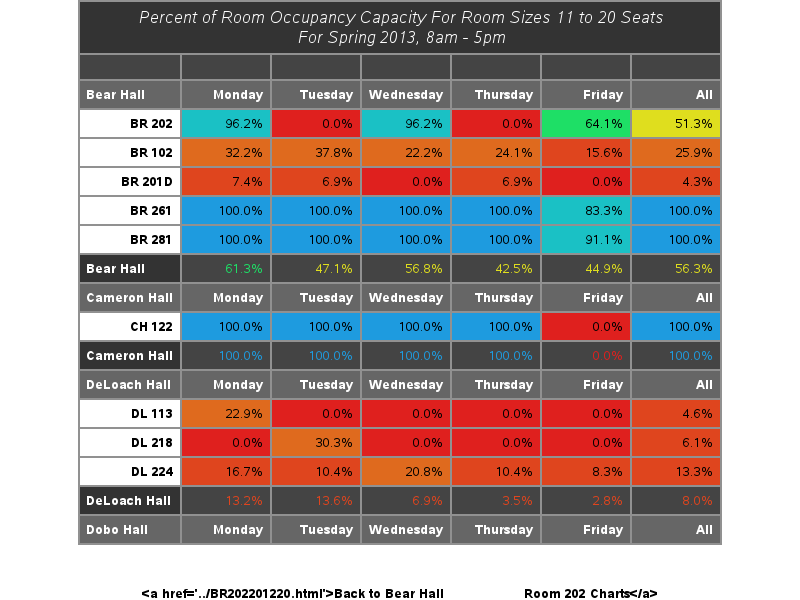 Percent of Room Occupancy Capacity For Room Sizes 11 to 20 Seats
For Spring 2013, 8am - 5pm
Bear Hall Monday Tuesday Wednesday Thursday Friday All
BR 202 96.2% 0.0% 96.2% 0.0% 64.1% 51.3%
BR 102 32.2% 37.8% 22.2% 24.1% 15.6% 25.9%
BR 201D 7.4% 6.9% 0.0% 6.9% 0.0% 4.3%
BR 261 100.0% 100.0% 100.0% 100.0% 83.3% 100.0%
BR 281 100.0% 100.0% 100.0% 100.0% 91.1% 100.0%
Bear Hall 61.3% 47.1% 56.8% 42.5% 44.9% 56.3%
Cameron Hall Monday Tuesday Wednesday Thursday Friday All
CH 122 100.0% 100.0% 100.0% 100.0% 0.0% 100.0%
Cameron Hall 100.0% 100.0% 100.0% 100.0% 0.0% 100.0%
DeLoach Hall Monday Tuesday Wednesday Thursday Friday All
DL 113 22.9% 0.0% 0.0% 0.0% 0.0% 4.6%
DL 218 0.0% 30.3% 0.0% 0.0% 0.0% 6.1%
DL 224 16.7% 10.4% 20.8% 10.4% 8.3% 13.3%
DeLoach Hall 13.2% 13.6% 6.9% 3.5% 2.8% 8.0%
Dobo Hall Monday Tuesday Wednesday Thursday Friday All
<a href='../BR202201220.html'>Back to Bear Hall Room 202 Charts</a>